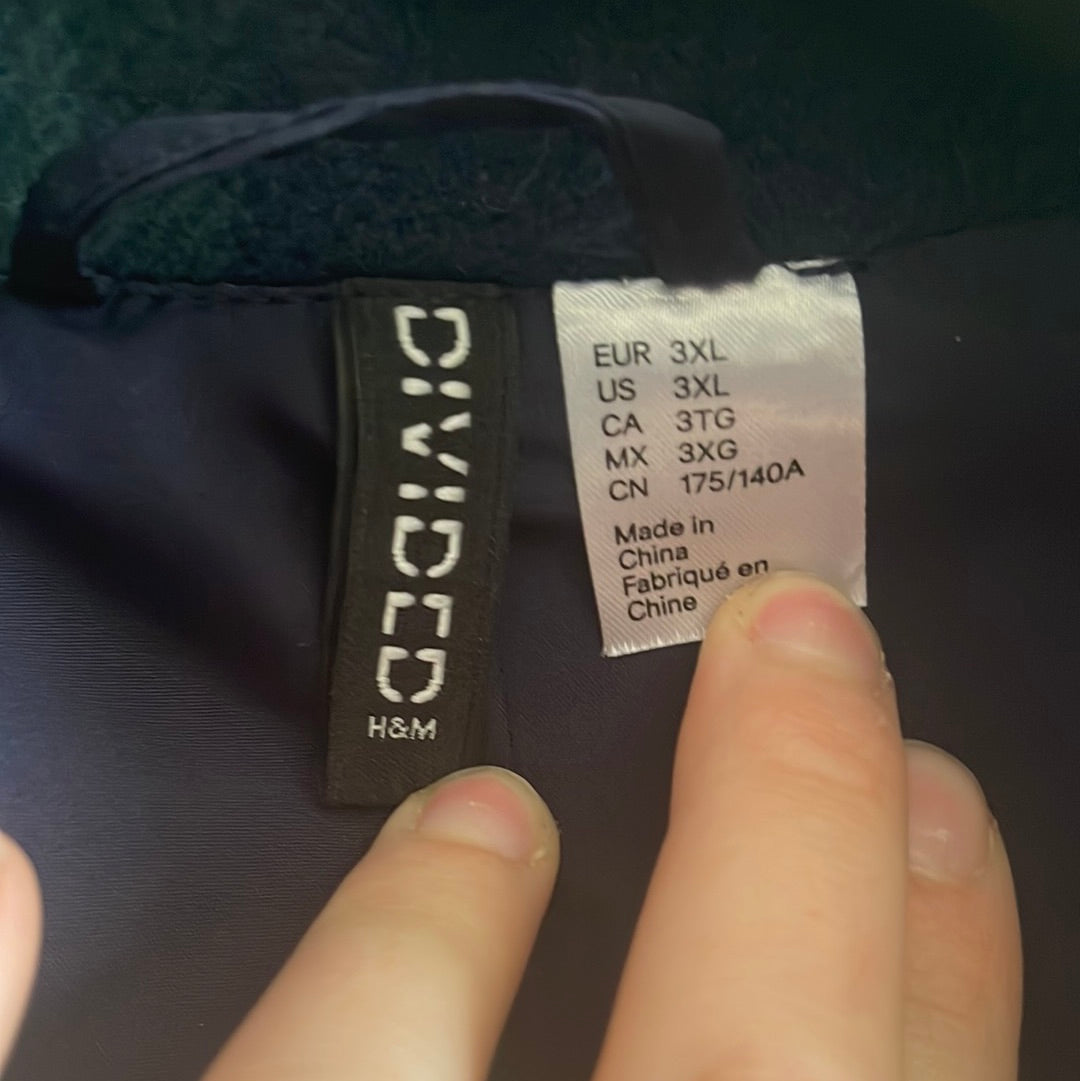 DIVIDED
H&M
EUR 3XL
US 3XL
CA 3TG
MX 3XG
CN 175/140A
Made in
China
Fabriqué en
Chine